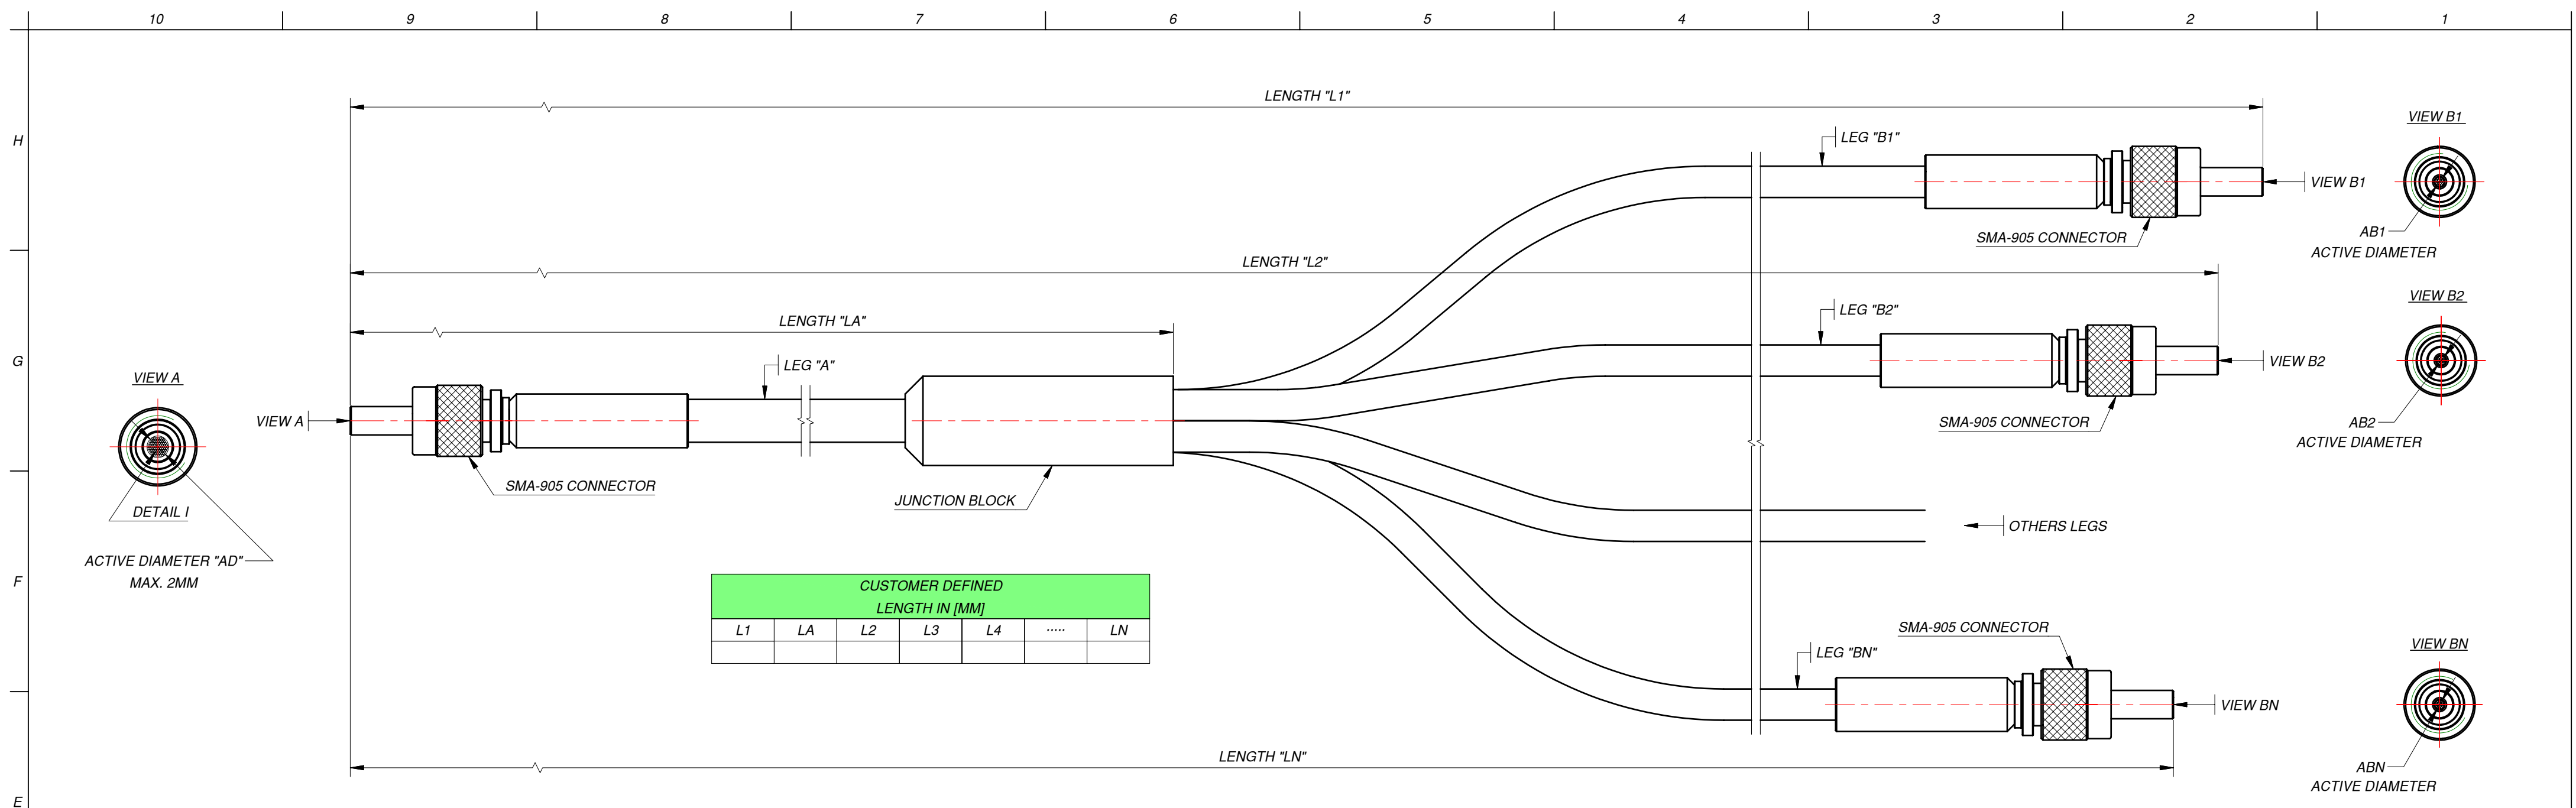 10 9 8 7 6 5 4 3 2 1
LENGTH "L1"
H
LEG "B1"
VIEW B1
VIEW B1
SMA-905 CONNECTOR
AB1
ACTIVE DIAMETER
LENGTH "L2"
VIEW B2
LEG "B2"
LENGTH "LA"
G
LEG "A"
VIEW B2
VIEW A
VIEW A
SMA-905 CONNECTOR
AB2
ACTIVE DIAMETER
SMA-905 CONNECTOR
JUNCTION BLOCK
DETAIL I
OTHERS LEGS
ACTIVE DIAMETER "AD"
MAX. 2MM
F
CUSTOMER DEFINED
LENGTH IN [MM]
L1 LA L2 L3 L4 ..... LN
SMA-905 CONNECTOR
VIEW BN
LEG "BN"
VIEW BN
LENGTH "LN"
ABN
ACTIVE DIAMETER
E